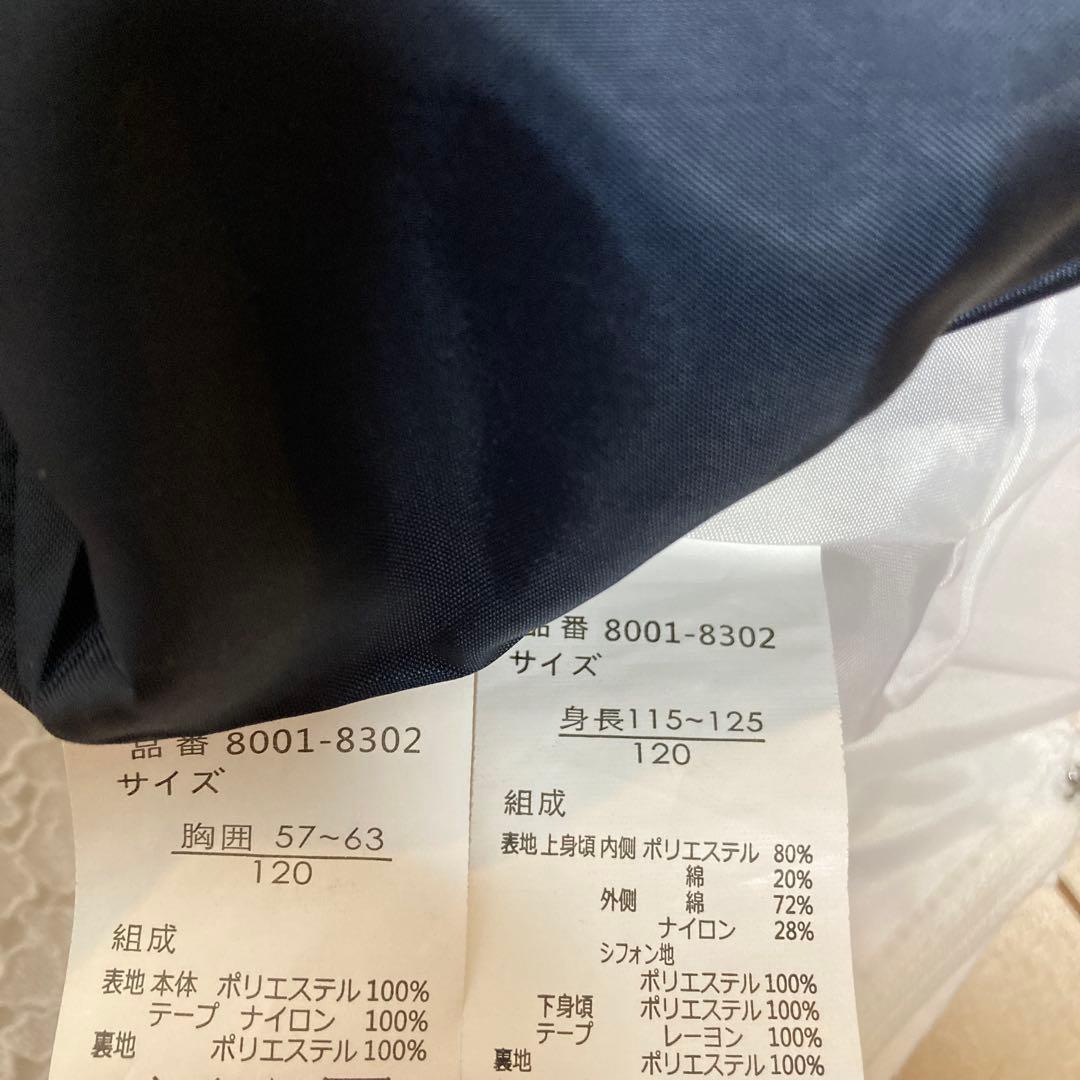 品番 8001-8302
サイズ
胸囲 57~63
120
組成
表地 本体 ポリエステル 100%
テープ ナイロン 100%
裏地 ポリエステル 100%
品番 8001-8302
サイズ
身長115~125
120
組成
表地 上身頃 内側 ポリエステル 80%
綿 20%
外側 綿 72%
ナイロン 28%
シフォン地
ポリエステル 100%
下身頃 ポリエステル 100%
テープ レーヨン 100%
裏地 ポリエステル 100%